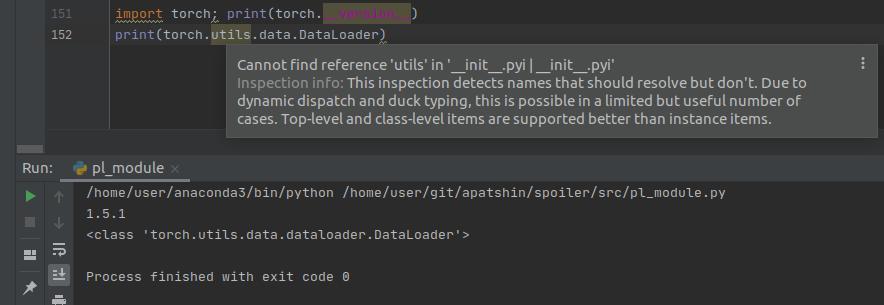 151 import torch; print(torch.__version__)
152 print(torch.utils.data.DataLoader)
Cannot find reference 'utils' in '__init__.pyi | __init__.pyi'
Inspection info: This inspection detects names that should resolve but don't. Due to
dynamic dispatch and duck typing, this is possible in a limited but useful number of
cases. Top-level and class-level items are supported better than instance items.
Run: pl_module
/home/user/anaconda3/bin/python /home/user/git/apatshin/spoiler/src/pl_module.py
1.5.1
<class 'torch.utils.data.dataloader.DataLoader'>
Process finished with exit code 0